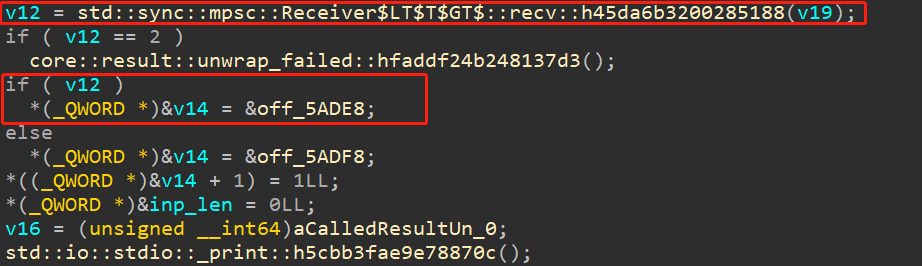 v12 = std::sync::mpsc::Receiver$LT$T$GT$::recv::h45da6b3200285188(v19);
if ( v12 == 2 )
core::result::unwrap_failed::hfaddf24b248137d3();
if ( v12 )
*(_QWORD *)&v14 = &off_5ADE8;
else
*(_QWORD *)&v14 = &off_5ADF8;
*((_QWORD *)&v14 + 1) = 1LL;
*(_QWORD *)&inp_len = 0LL;
v16 = (unsigned __int64)aCalledResultUn_0;
std::io::stdio::_print::h5cbb3fae9e78870c();